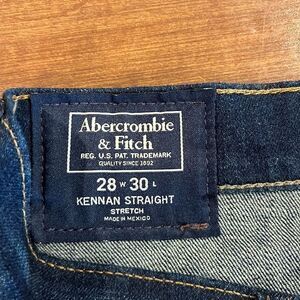 Abercrombie
& Fitch
REG. U.S. PAT. TRADEMARK
QUALITY SINCE 1892
28 W 30 L
KENNAN STRAIGHT
STRETCH
MADE IN MEXICO